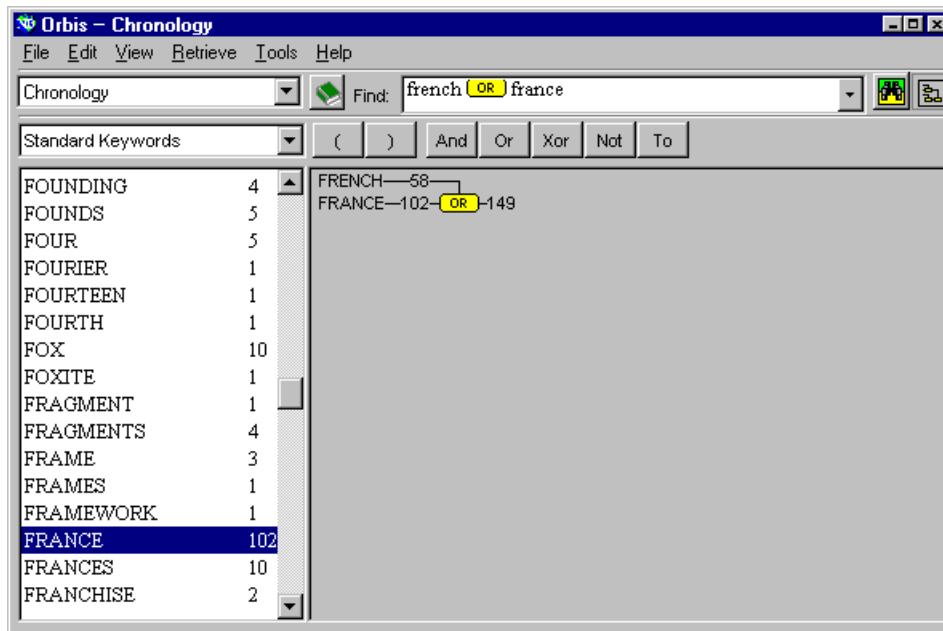 Orbis – Chronology
File Edit View Retrieve Tools Help
Chronology Find: french OR france
Standard Keywords ( ) And Or Xor Not To
FOUNDING 4
FOUNDS 5
FOUR 5
FOURIER 1
FOURTEEN 1
FOURTH 1
FOX 10
FOXITE 1
FRAGMENT 1
FRAGMENTS 4
FRAME 3
FRAMES 1
FRAMEWORK 1
FRANCE 102
FRANCES 10
FRANCHISE 2
FRENCH 58
FRANCE 102 OR 149